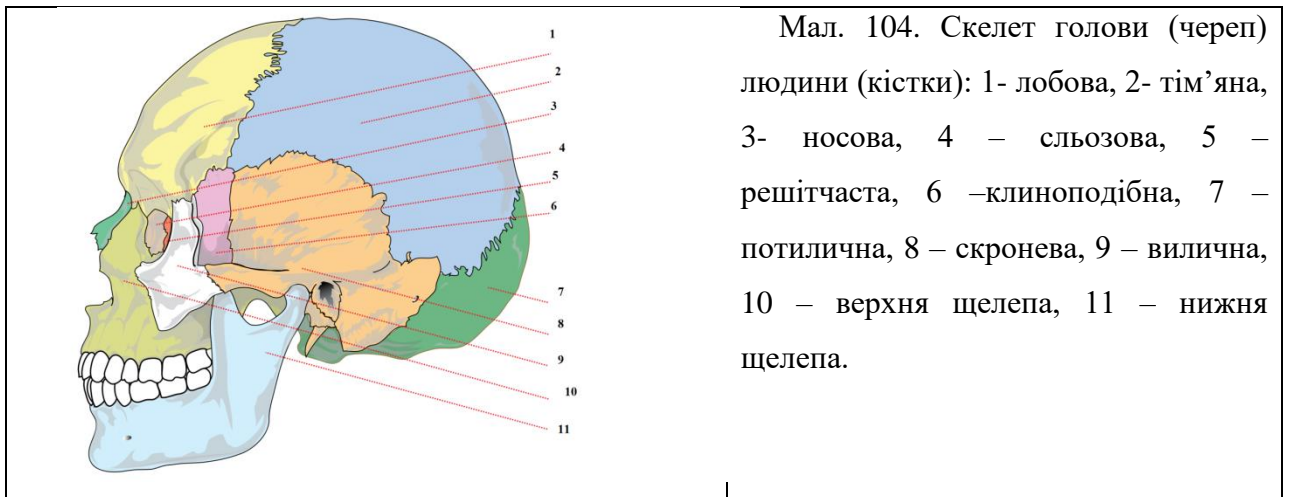 1
2
3
4
5
6
7
8
9
10
11
Мал. 104. Скелет голови (череп)
людини (кістки): 1- лобова, 2- тім’яна,
3- носова, 4 – сльозова, 5 –
решітчаста, 6 –клиноподібна, 7 –
потилична, 8 – скронева, 9 – вилична,
10 – верхня щелепа, 11 – нижня
щелепа.